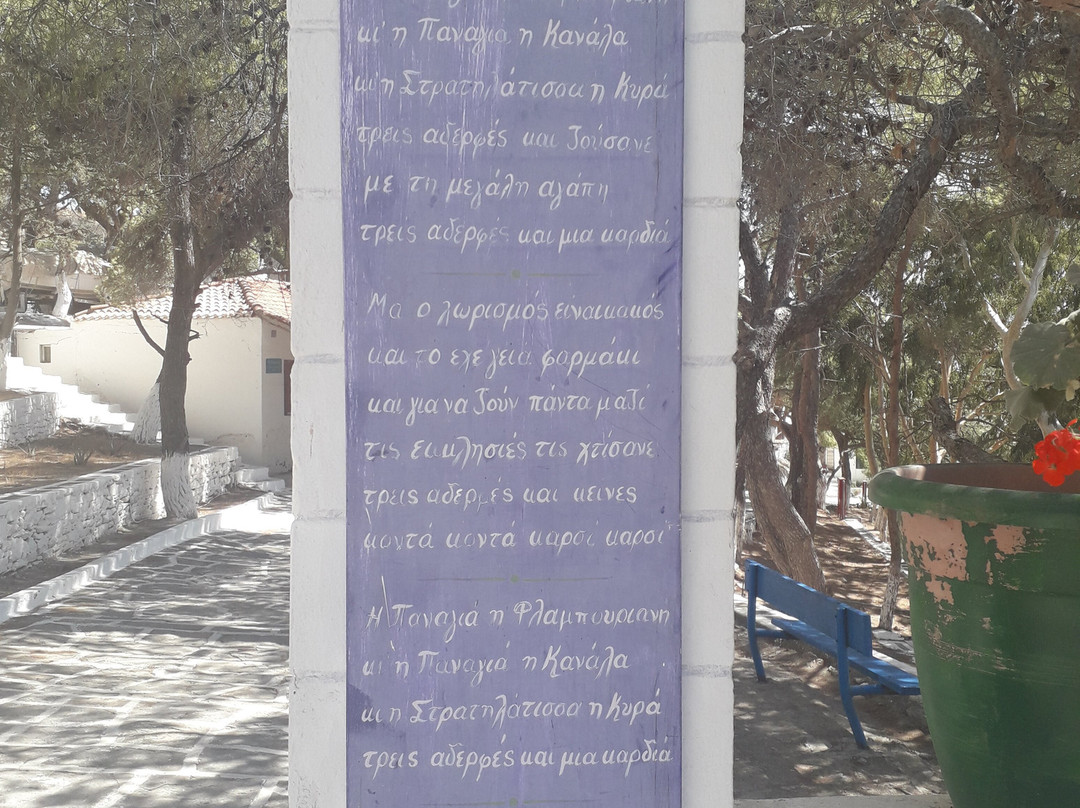 κι' η Παναγιά η Κανάλα
κι' η Στρατηλάτισσα η Κυρά
τρεις αδερφές και ζούσανε
με τη μεγάλη αγάπη
τρεις αδερφές και μια καρδιά
Μα ο χωρισμός είναι κακός
και το 'χε για φαρμάκι
και για να ζουν πάντα μαζί
τις εκκλησιές τις χτίσανε
τρεις αδερφές και κείνες
κοντά κοντά καρσί καρσί
Η Παναγιά η Φλαμπουριανή
κι' η Παναγιά η Κανάλα
κι η Στρατηλάτισσα η Κυρά
τρεις αδερφές και μια καρδιά